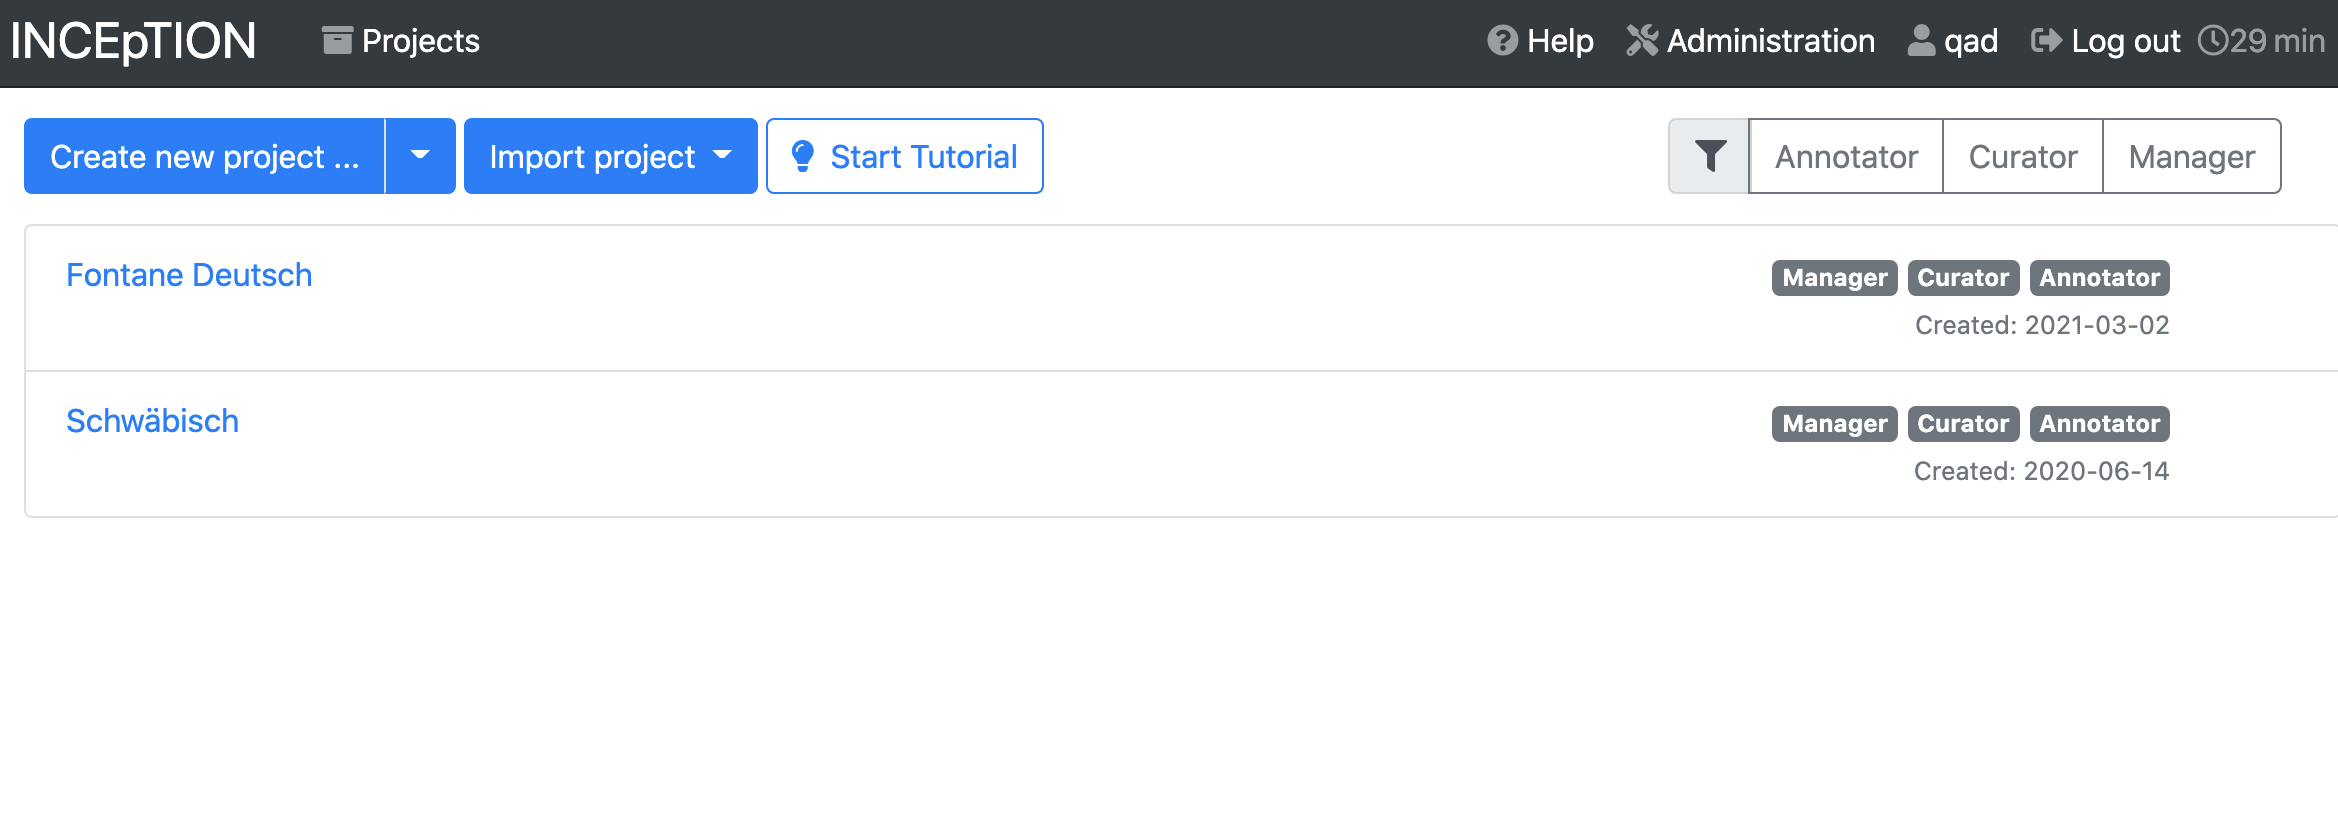 INCEpTION Projects Help Administration qad Log out 29 min
Create new project ... Import project Start Tutorial Annotator Curator Manager
Fontane Deutsch Manager Curator Annotator
Created: 2021-03-02
Schwäbisch Manager Curator Annotator
Created: 2020-06-14